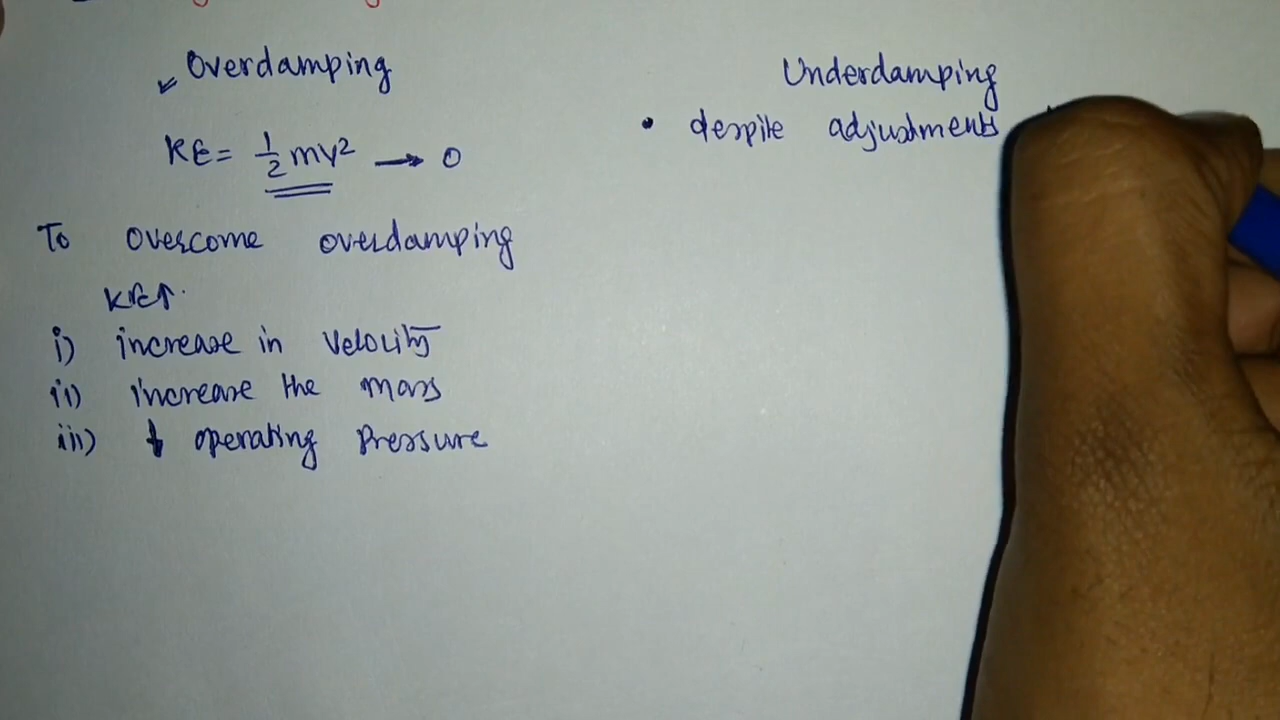 Overdamping
KE = 1/2 mv² → 0
To overcome overdamping
KE↑.
i) increase in Velocity
ii) increase the mass
iii) ↓ operating Pressure
Underdamping
• despite adjustments